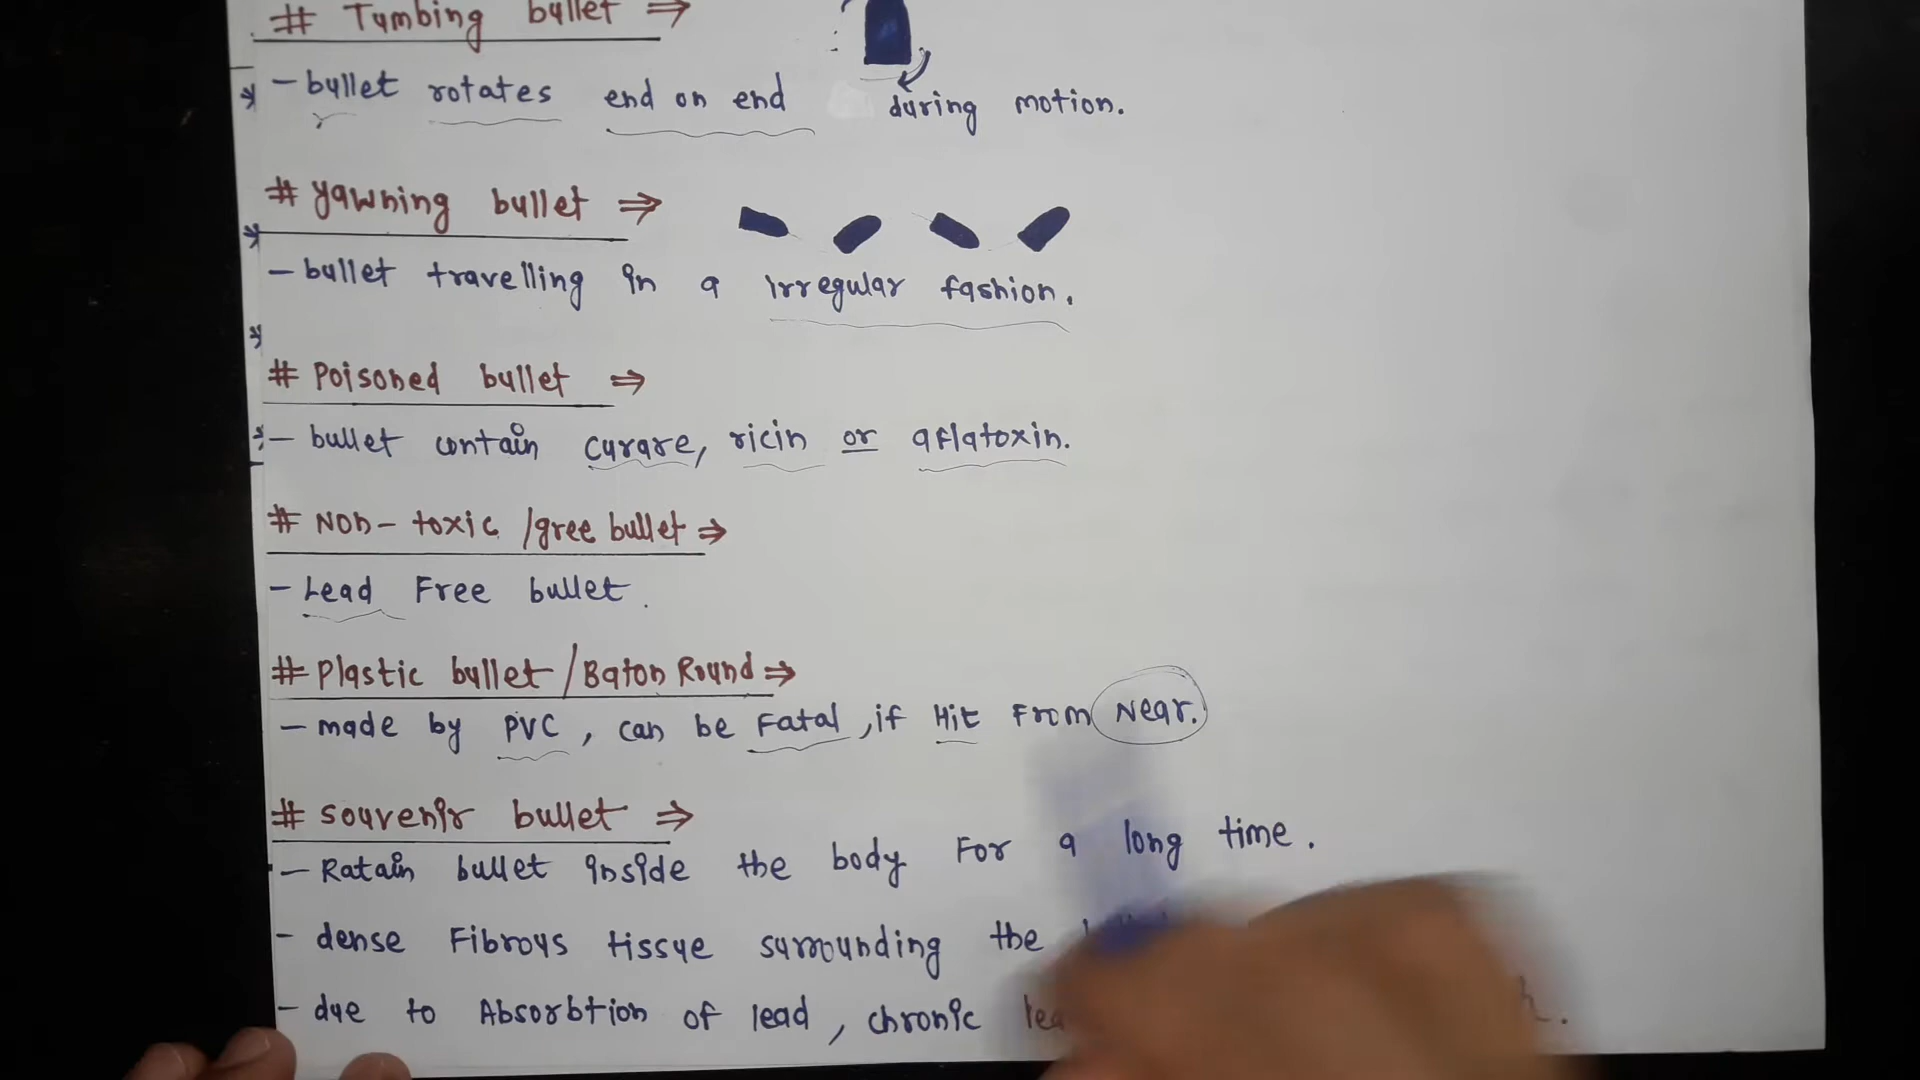 # Tumbing bullet ⇒
- bullet rotates end on end during motion.
# Yawning bullet ⇒
- bullet travelling in a irregular fashion.
# Poisoned bullet ⇒
- bullet contain curare, ricin or aflatoxin.
# Non-toxic /gree bullet ⇒
- Lead Free bullet.
# Plastic bullet / Baton Round ⇒
- made by PVC, can be Fatal, if Hit From Near.
# souvenir bullet ⇒
- Ratain bullet inside the body For a long time.
- dense Fibrous tissue surrounding the
- due to Absorbtion of lead, chronic